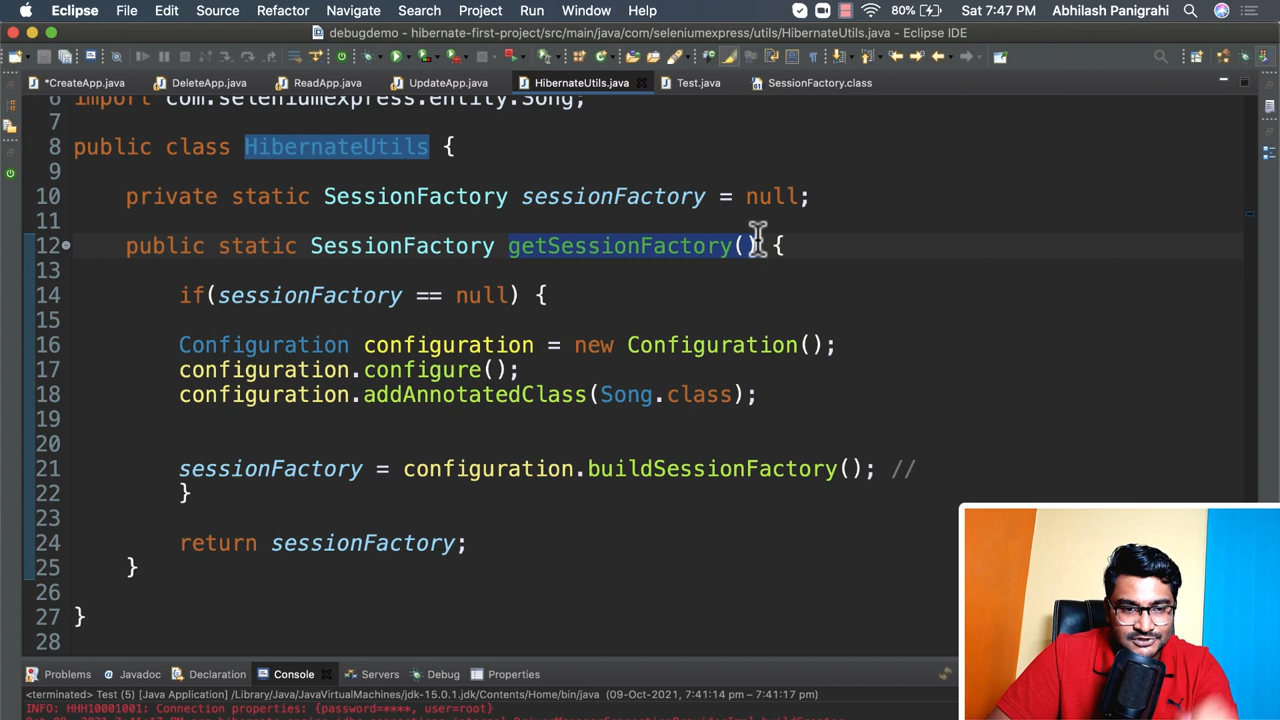 Eclipse File Edit Source Refactor Navigate Search Project Run Window Help 80% Sat 7:47 PM Abhilash Panigrahi
debugdemo - hibernate-first-project/src/main/java/com/seleniumexpress/utils/HibernateUtils.java - Eclipse IDE
*CreateApp.java DeleteApp.java ReadApp.java UpdateApp.java HibernateUtils.java Test.java SessionFactory.class
6 import com.seleniumexpress.entity.Song;
7
8 public class HibernateUtils {
9
10 private static SessionFactory sessionFactory = null;
11
12 public static SessionFactory getSessionFactory() {
13
14 if(sessionFactory == null) {
15
16 Configuration configuration = new Configuration();
17 configuration.configure();
18 configuration.addAnnotatedClass(Song.class);
19
20
21 sessionFactory = configuration.buildSessionFactory(); //
22 }
23
24 return sessionFactory;
25 }
26
27 }
28
Problems Javadoc Declaration Console Servers Debug Properties
<terminated> Test (5) [Java Application] /Library/Java/JavaVirtualMachines/jdk-15.0.1.jdk/Contents/Home/bin/java (09-Oct-2021, 7:41:14 PM – 7:41:17 PM)
INFO: HHH10001001: Connection properties: {password=****, user=root}